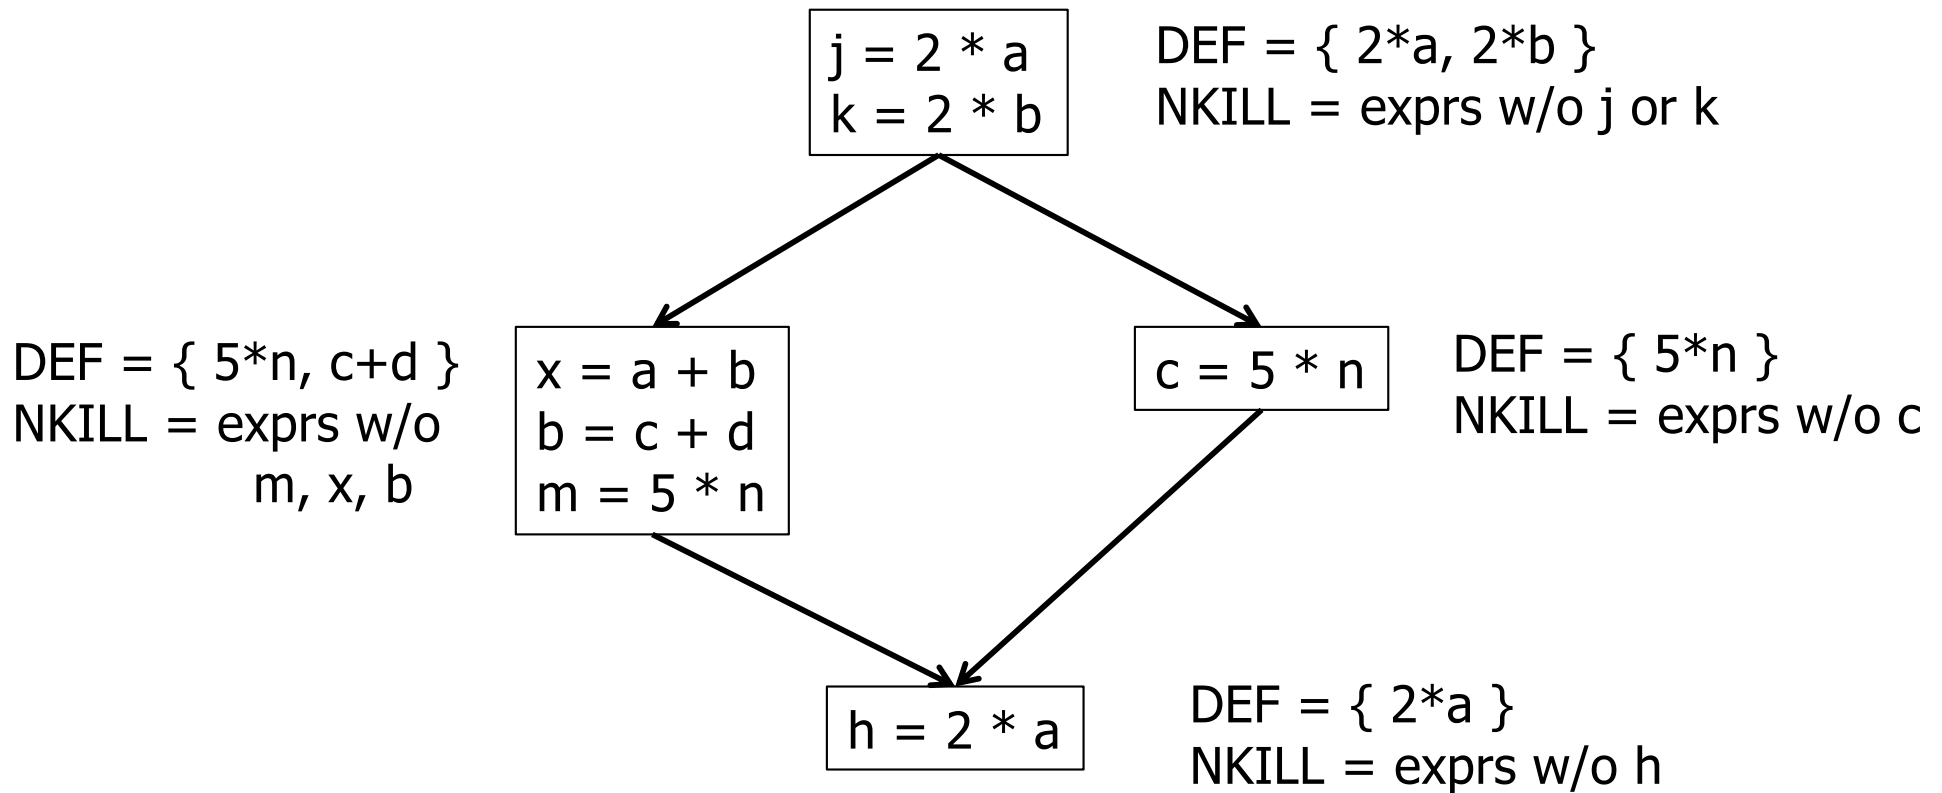 j = 2 * a
k = 2 * b
DEF = { 2*a, 2*b }
NKILL = exprs w/o j or k
DEF = { 5*n, c+d }
NKILL = exprs w/o
m, x, b
x = a + b
b = c + d
m = 5 * n
c = 5 * n
DEF = { 5*n }
NKILL = exprs w/o c
h = 2 * a
DEF = { 2*a }
NKILL = exprs w/o h